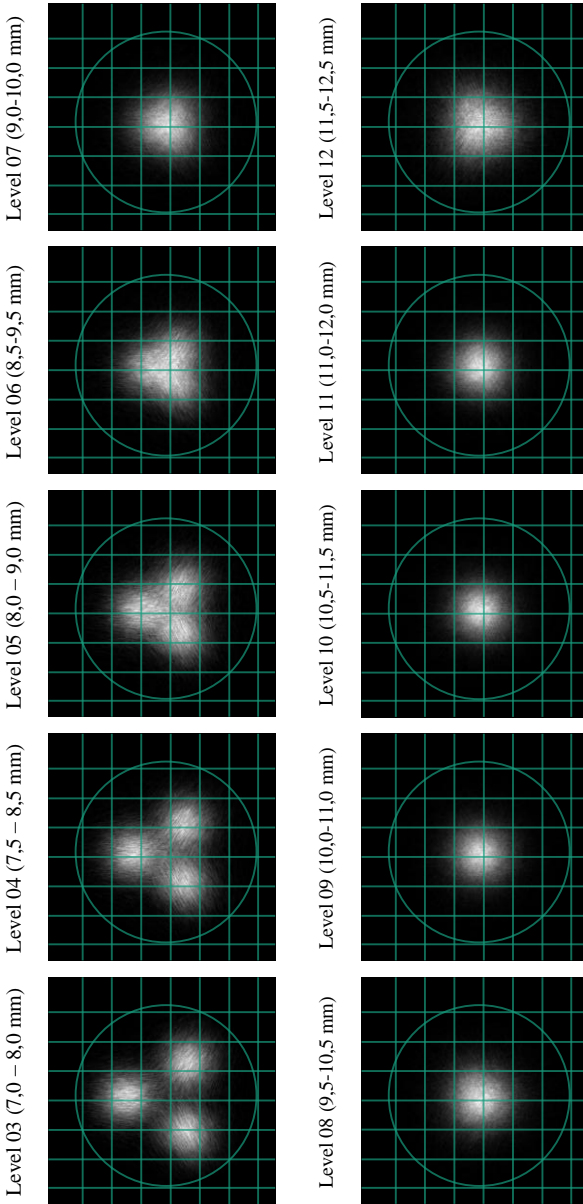 Level 03 (7,0 – 8,0 mm)
Level 04 (7,5 – 8,5 mm)
Level 05 (8,0 – 9,0 mm)
Level 06 (8,5-9,5 mm)
Level 07 (9,0-10,0 mm)
Level 08 (9,5-10,5 mm)
Level 09 (10,0-11,0 mm)
Level 10 (10,5-11,5 mm)
Level 11 (11,0-12,0 mm)
Level 12 (11,5-12,5 mm)